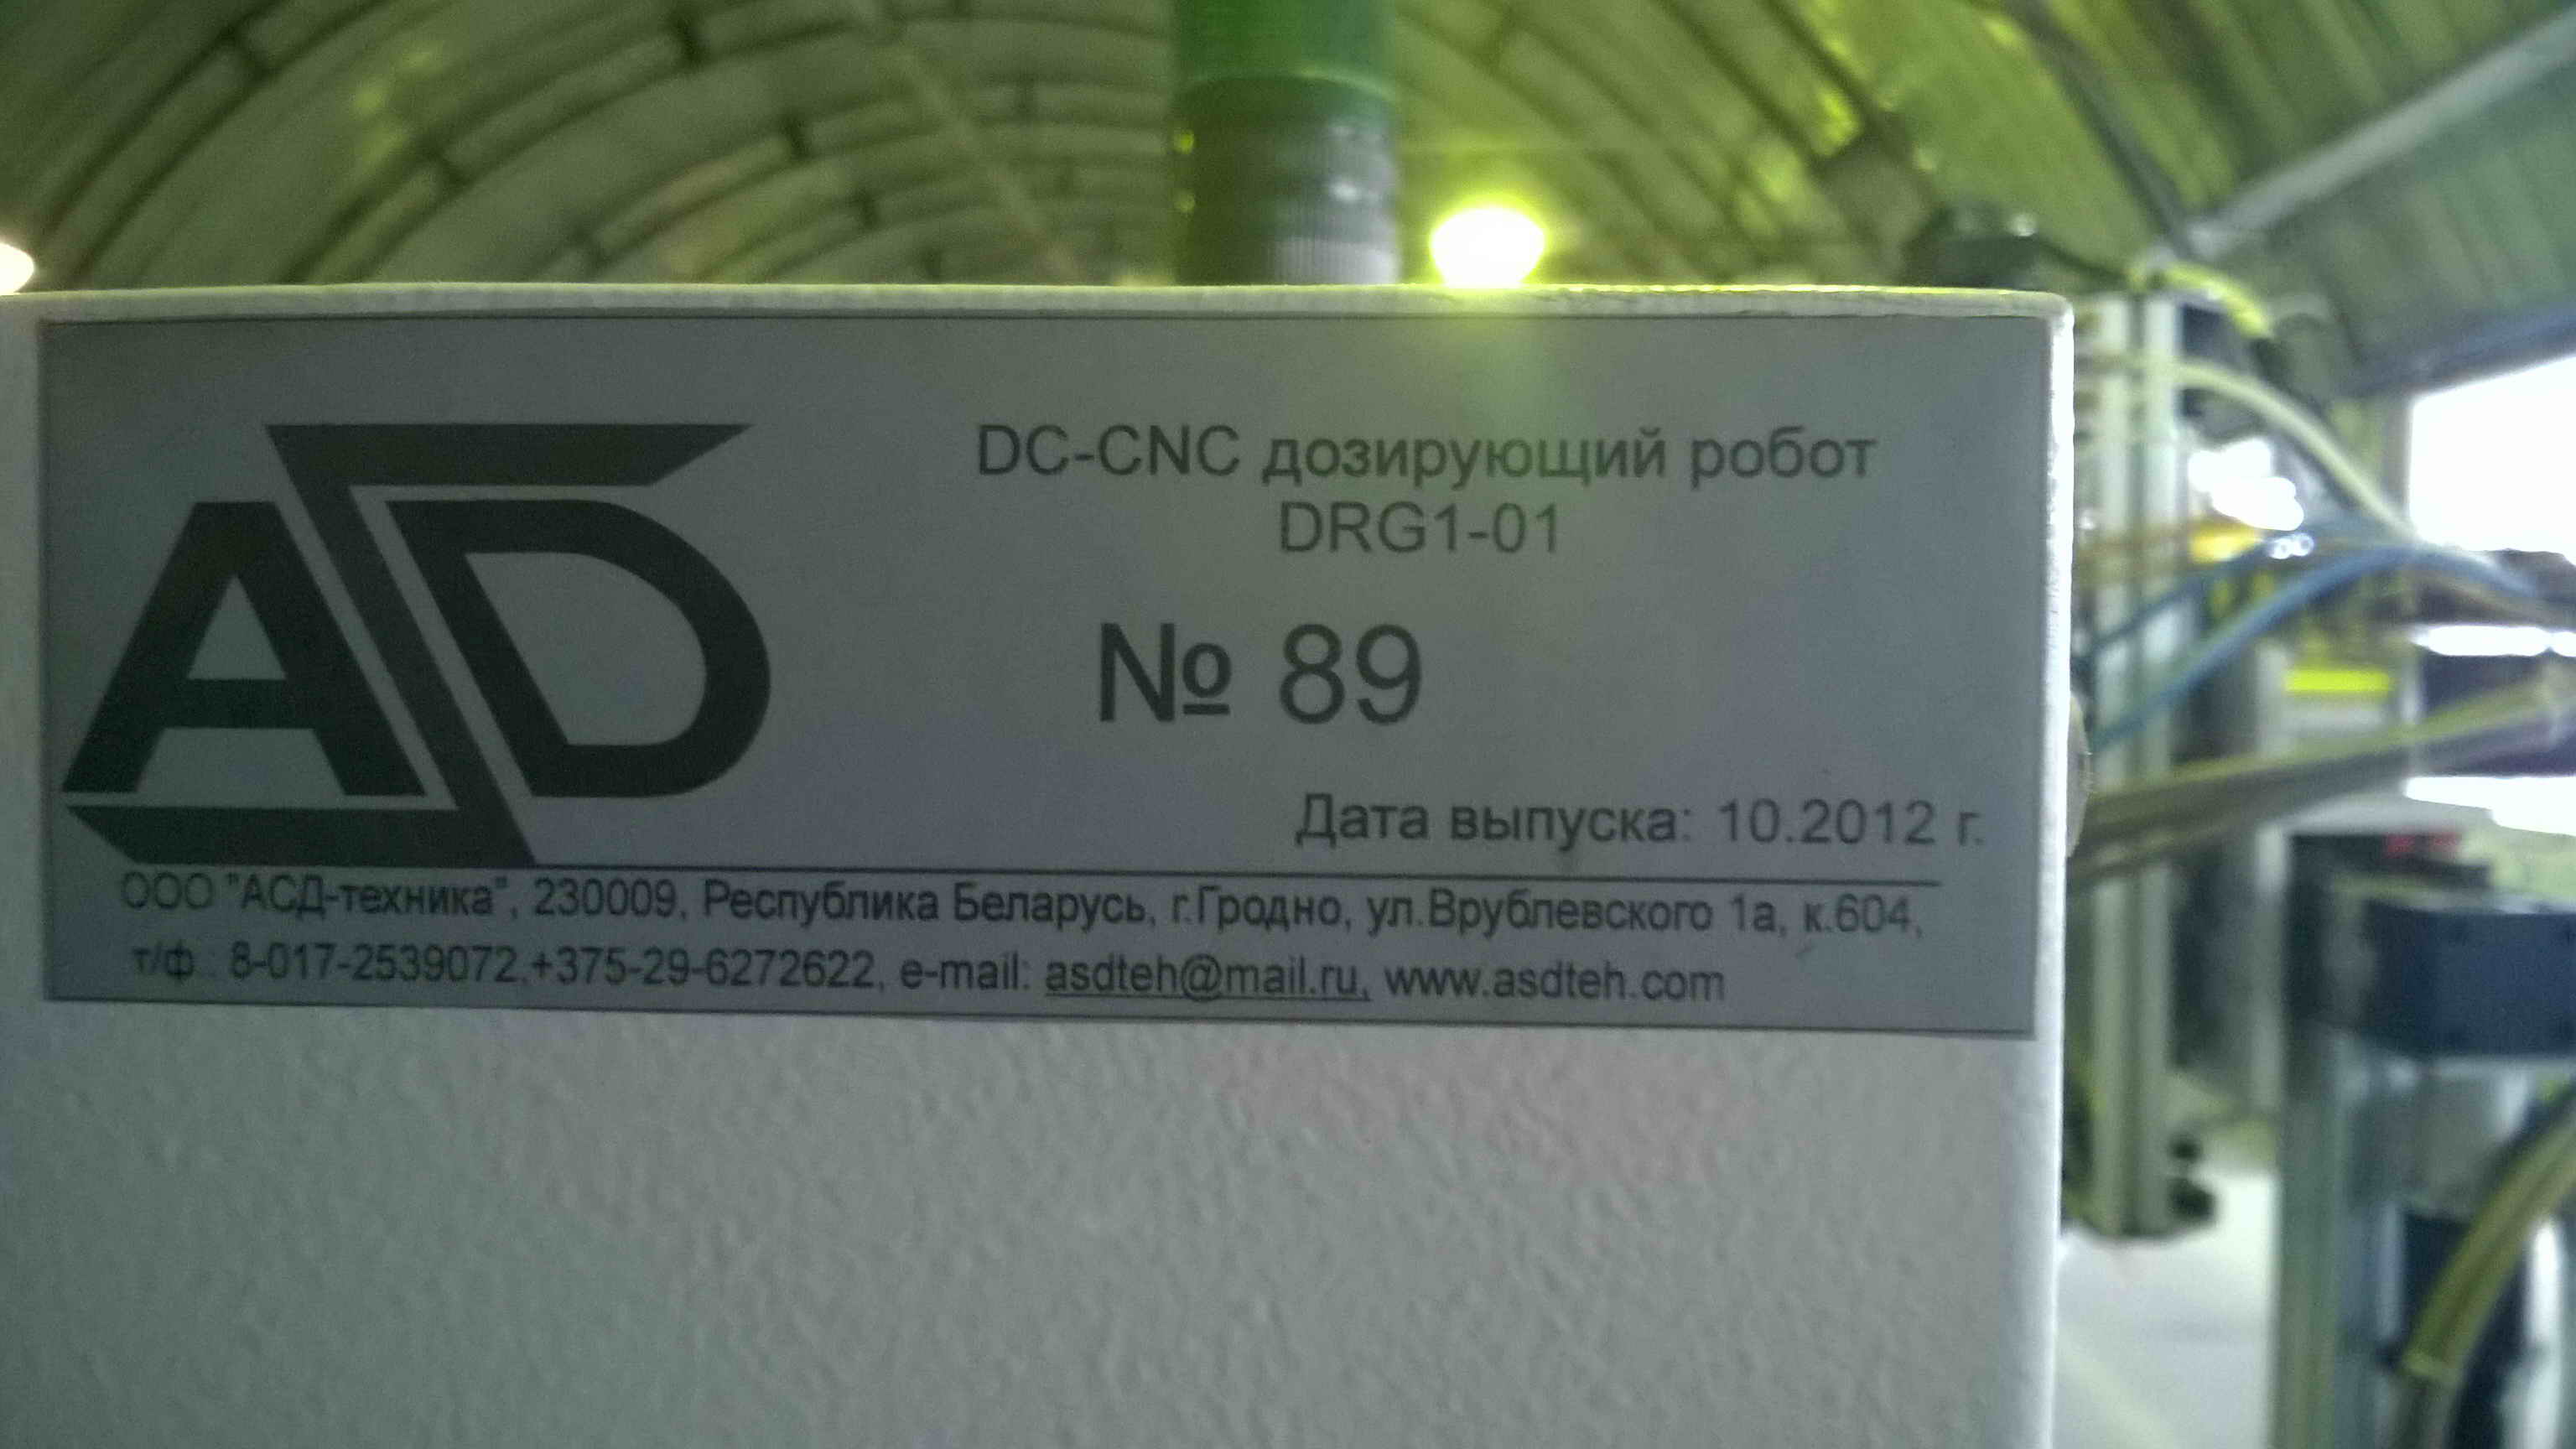 ASD
DC-CNC дозирующий робот
DRG1-01
№ 89
Дата выпуска: 10.2012 г.
ООО "АСД-техника", 230009, Республика Беларусь, г.Гродно, ул.Врублевского 1а, к.604,
т/ф.: 8-017-2539072,+375-29-6272622, e-mail: asdteh@mail.ru, www.asdteh.com